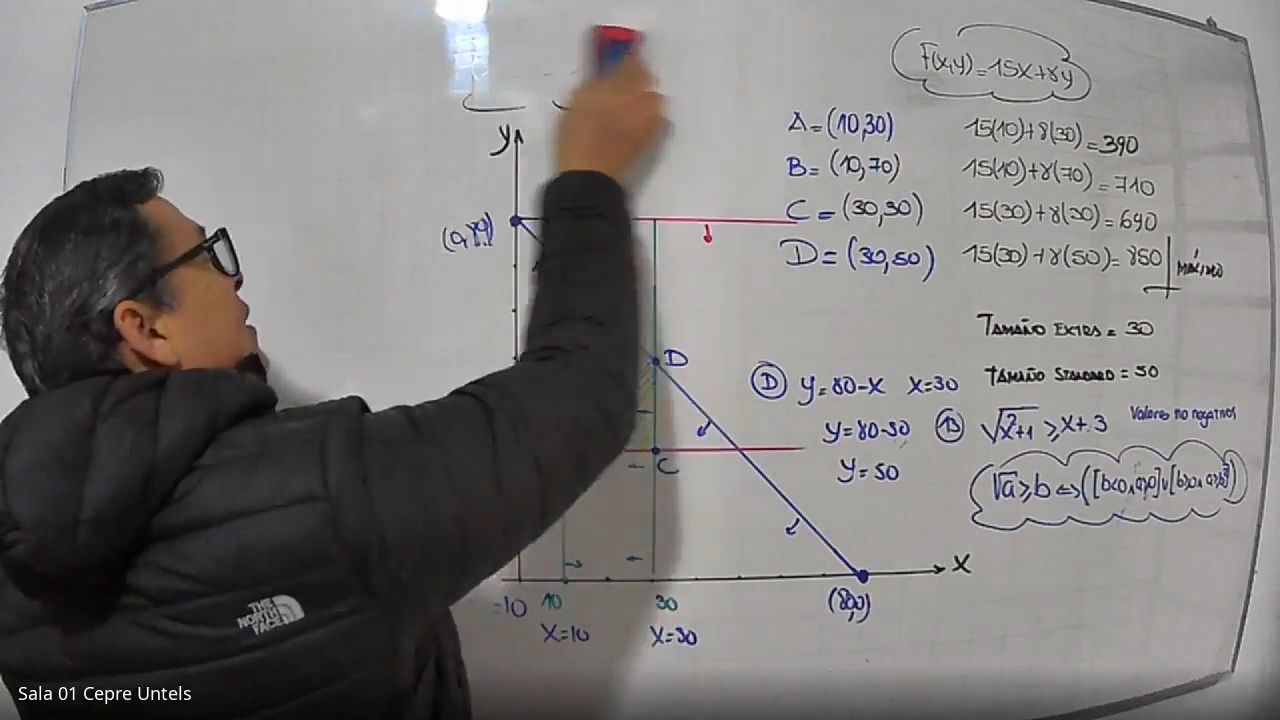 F(x,y)=15x+8y
A=(10,30) 15(10)+8(30)=390
B=(10,70) 15(10)+8(70)=710
C=(30,30) 15(30)+8(30)=690
D=(30,50) 15(30)+8(50)=850 MÁXIMO
y
TAMAÑO EXTRA = 30
TAMAÑO STANDARD = 50
D
D y=80-x x=30
y=80-30
y=50
B √x²+1 ≥ x+3 Valores no negativos
√a ≥ b ⇔ ([b<0 ∧ a≥0] ∨ [b≥0 ∧ a≥b²])
C
x
=10 10 30 (80,0)
x=10 x=30
THE
NORTH
FACE
Sala 01 Cepre Untels